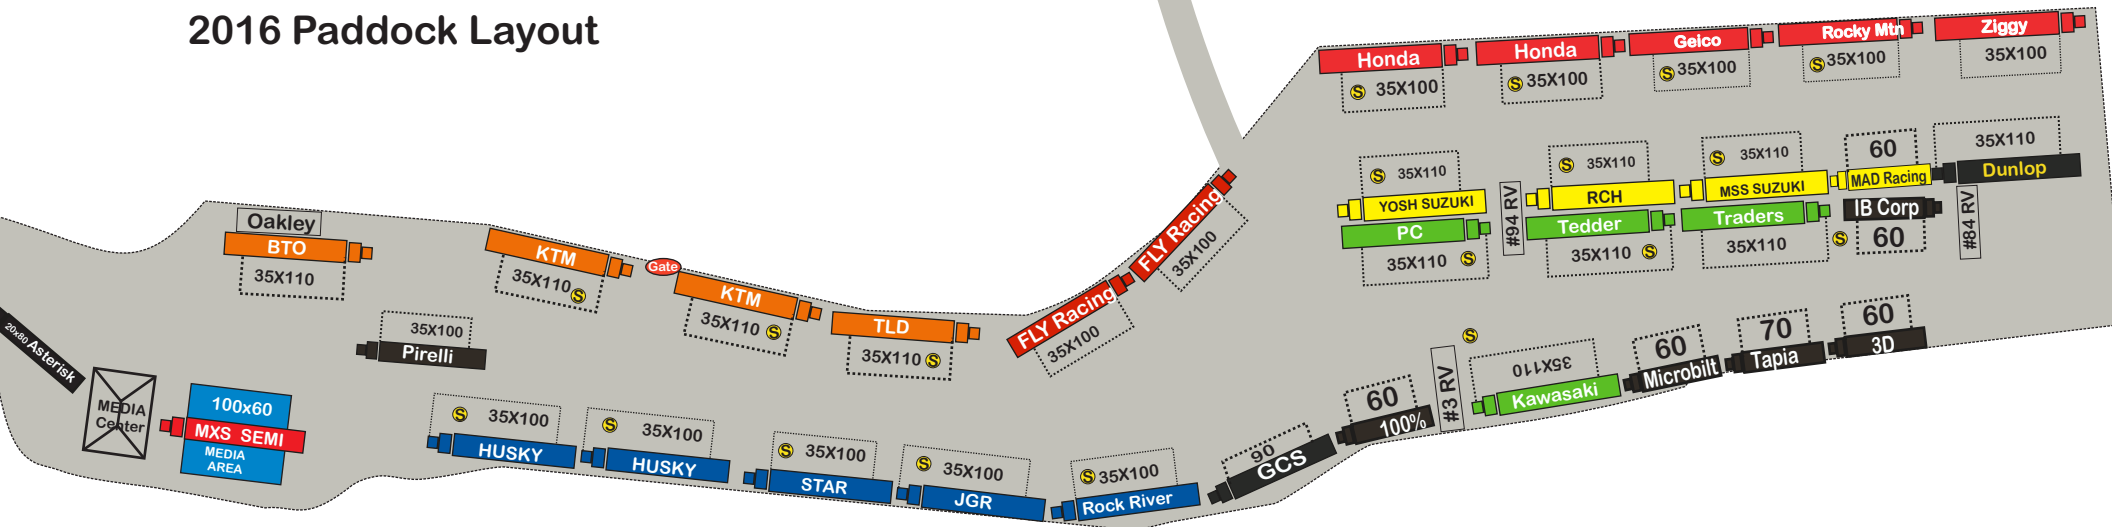 2016 Paddock Layout
Honda
S 35X100
Honda
S 35X100
Geico
S 35X100
Rocky Mtn
S 35X100
Ziggy
35X100
S 35X110
YOSH SUZUKI
PC
35X110 S
#94 RV
S 35X110
RCH
Tedder
35X110 S
S 35X110
MSS SUZUKI
Traders
35X110
S
60
MAD Racing
IB Corp
60
35X110
Dunlop
#84 RV
Oakley
BTO
35X110
KTM
35X110 S
Gate
KTM
35X110 S
TLD
35X110 S
FLY Racing
35X100
FLY Racing
35X100
20x80 Asterisk
MEDIA
Center
100x60
MXS SEMI
MEDIA
AREA
35X100
Pirelli
S 35X100
HUSKY
S 35X100
HUSKY
S 35X100
STAR
S 35X100
JGR
S 35X100
Rock River
90
GCS
60
100%
#3 RV
S
35X110
Kawasaki
60
Microbilt
70
Tapia
60
3D